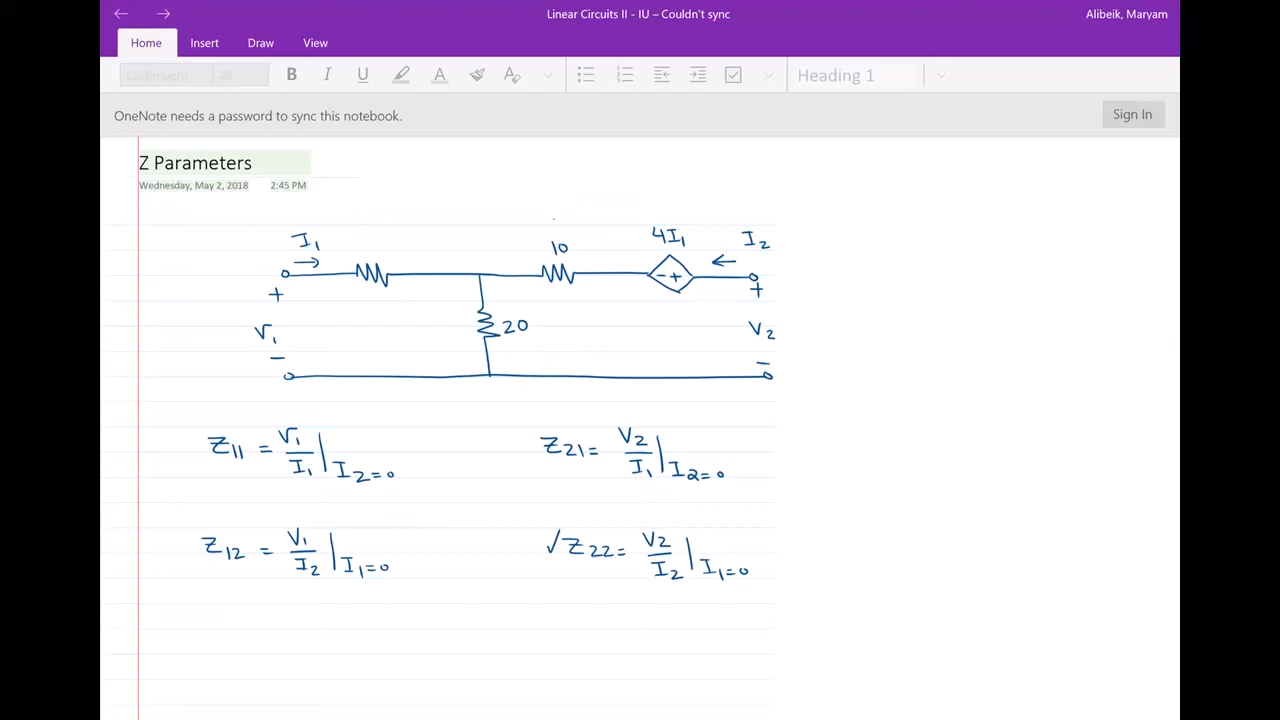 Linear Circuits II - IU – Couldn't sync
Alibeik, Maryam
Home Insert Draw View
Calibri Light 20 B I U A A Heading 1
OneNote needs a password to sync this notebook.
Sign In
Z Parameters
Wednesday, May 2, 2018 2:45 PM
I₁ 10 4I₁ I₂
+ - + +
V₁ 20 V₂
- -
Z₁₁ = V₁/I₁ | I₂=0 Z₂₁ = V₂/I₁ | I₂=0
Z₁₂ = V₁/I₂ | I₁=0 √Z₂₂ = V₂/I₂ | I₁=0